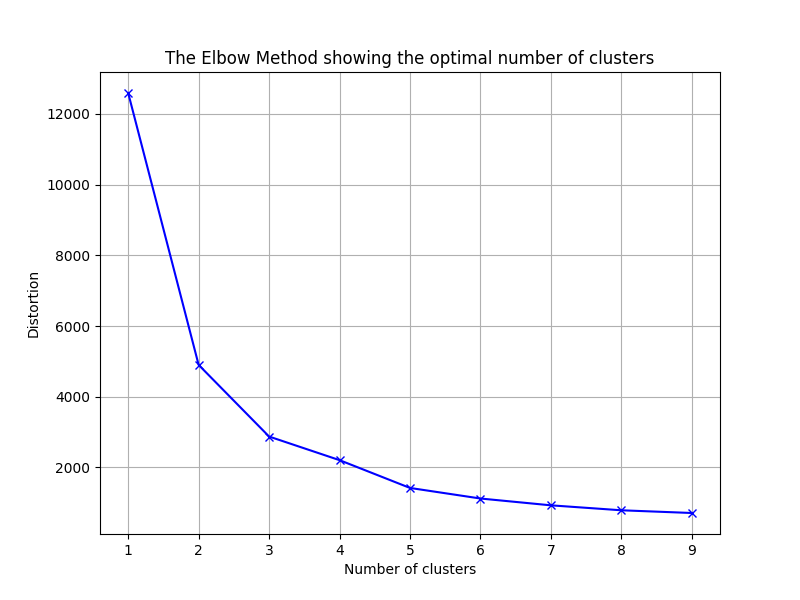 The Elbow Method showing the optimal number of clusters
12000
10000
8000
6000
4000
2000
Distortion
1 2 3 4 5 6 7 8 9
Number of clusters